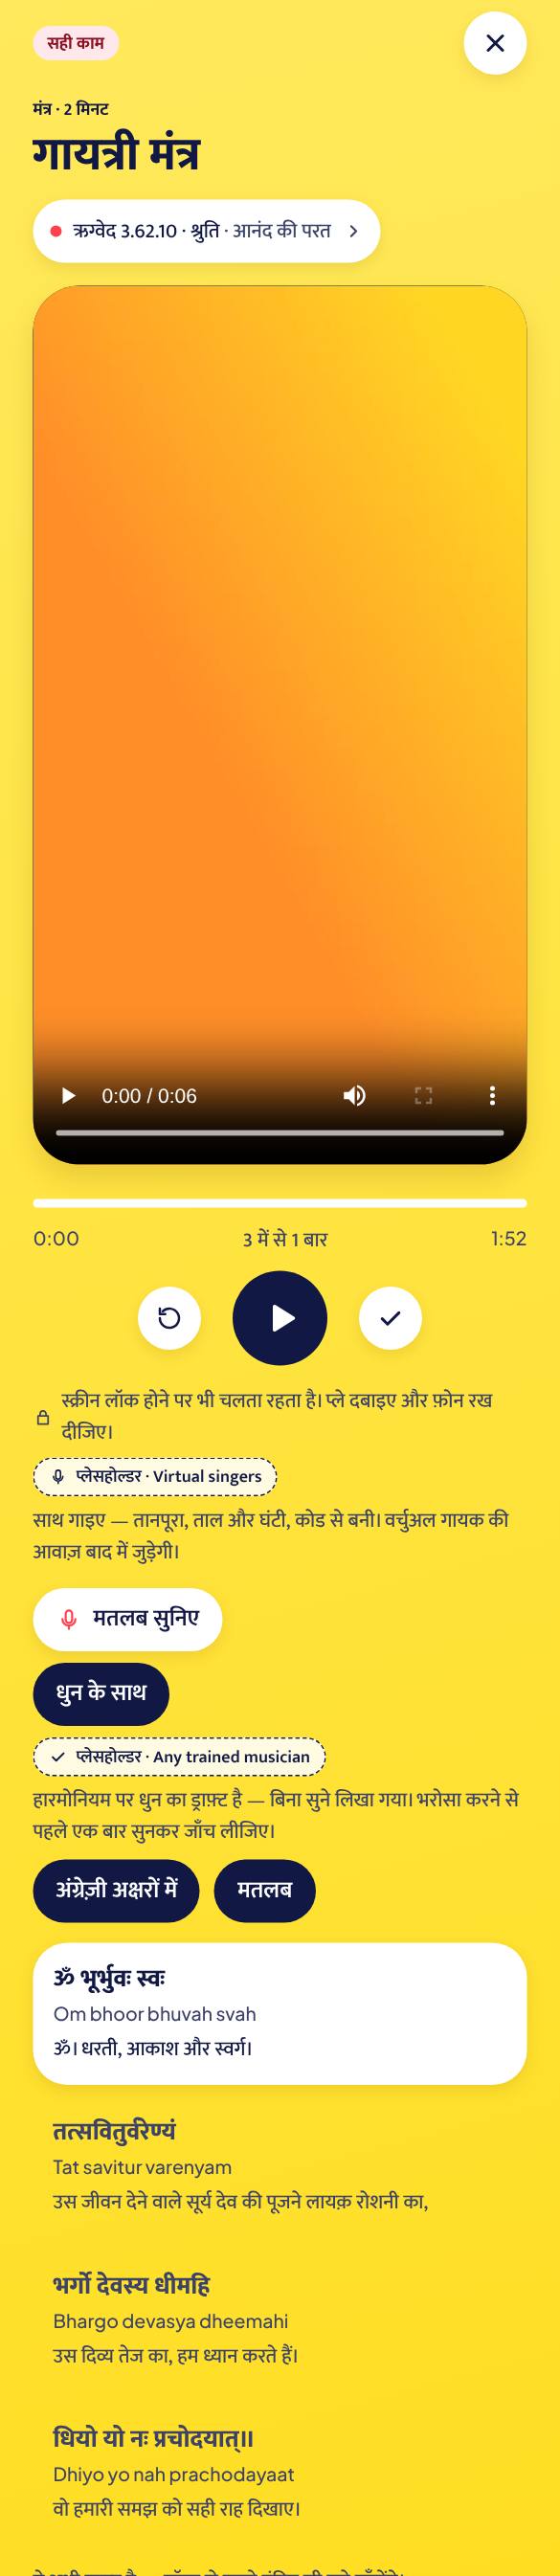 सही काम
मंत्र · 2 मिनट
गायत्री मंत्र
ऋग्वेद 3.62.10 · श्रुति · आनंद की परत
0:00 / 0:06
0:00
3 में से 1 बार
1:52
स्क्रीन लॉक होने पर भी चलता रहता है। प्ले दबाइए और फ़ोन रख
दीजिए।
प्लेसहोल्डर · Virtual singers
साथ गाइए — तानपूरा, ताल और घंटी, कोड से बनी। वर्चुअल गायक की
आवाज़ बाद में जुड़ेगी।
मतलब सुनिए
धुन के साथ
प्लेसहोल्डर · Any trained musician
हारमोनियम पर धुन का ड्राफ़्ट है — बिना सुने लिखा गया। भरोसा करने से
पहले एक बार सुनकर जाँच लीजिए।
अंग्रेज़ी अक्षरों में
मतलब
ॐ भूर्भुवः स्वः
Om bhoor bhuvah svah
ॐ। धरती, आकाश और स्वर्ग।
तत्सवितुर्वरेण्यं
Tat savitur varenyam
उस जीवन देने वाले सूर्य देव की पूजने लायक़ रोशनी का,
भर्गो देवस्य धीमहि
Bhargo devasya dheemahi
उस दिव्य तेज का, हम ध्यान करते हैं।
धियो यो नः प्रचोदयात्॥
Dhiyo yo nah prachodayaat
वो हमारी समझ को सही राह दिखाए।